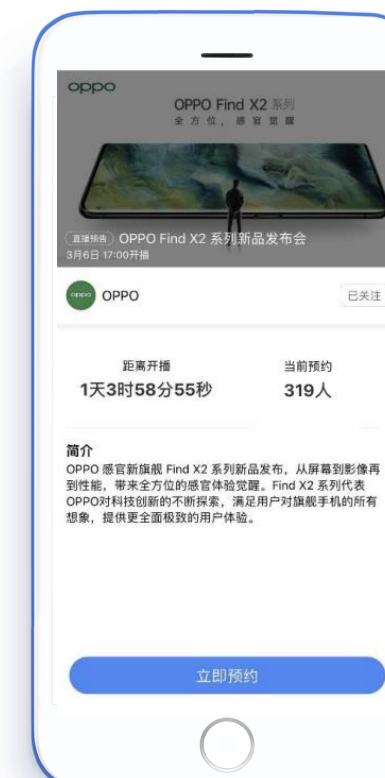 oppo
OPPO Find X2 系列
全方位，感官觉醒
直播预告 OPPO Find X2 系列新品发布会
3月6日 17:00开播
oppo OPPO 已关注
距离开播 当前预约
1天3时58分55秒 319人
简介
OPPO 感官新旗舰 Find X2 系列新品发布，从屏幕到影像再
到性能，带来全方位的感官体验觉醒。Find X2 系列代表
OPPO对科技创新的不断探索，满足用户对旗舰手机的所有
想象，提供更全面极致的用户体验。
立即预约